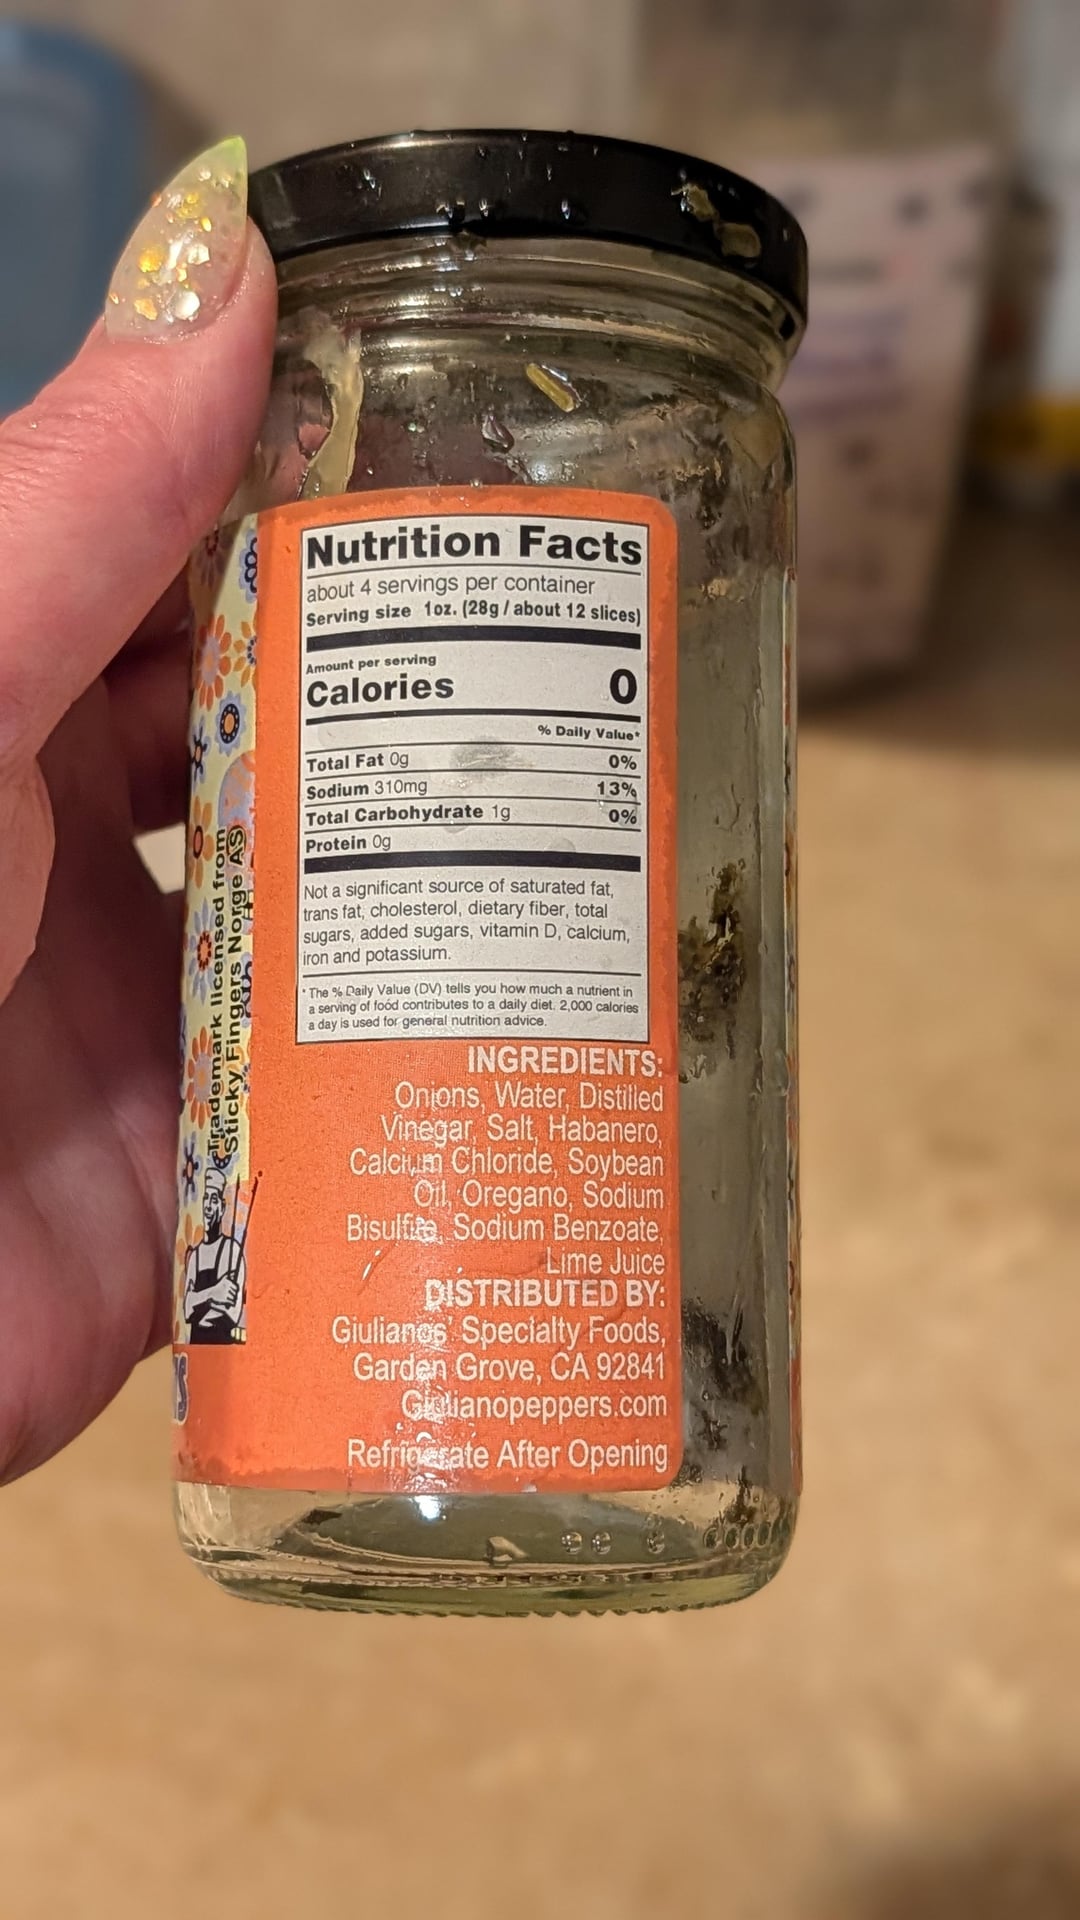 Nutrition Facts
about 4 servings per container
Serving size 1oz. (28g / about 12 slices)
Amount per serving
Calories 0
% Daily Value*
Total Fat 0g 0%
Sodium 310mg 13%
Total Carbohydrate 1g 0%
Protein 0g
Not a significant source of saturated fat,
trans fat, cholesterol, dietary fiber, total
sugars, added sugars, vitamin D, calcium,
iron and potassium.
* The % Daily Value (DV) tells you how much a nutrient in
a serving of food contributes to a daily diet. 2,000 calories
a day is used for general nutrition advice.
INGREDIENTS:
Onions, Water, Distilled
Vinegar, Salt, Habanero,
Calcium Chloride, Soybean
Oil, Oregano, Sodium
Bisulfite, Sodium Benzoate,
Lime Juice
DISTRIBUTED BY:
Giulianos' Specialty Foods,
Garden Grove, CA 92841
Giulianopeppers.com
Refrigerate After Opening
Trademark licensed from
Sticky Fingers Norge AS